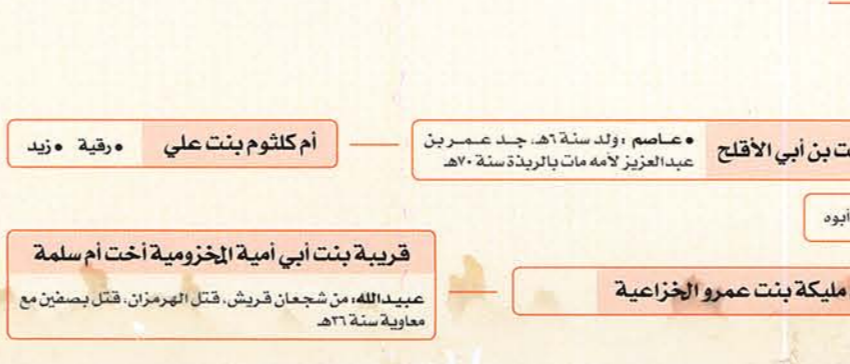 ت بن أبي الأقلح
• عاصم : ولد سنة ٦هـ، جد عمر بن
عبدالعزيز لأمه مات بالربذة سنة ٧٠هـ
أم كلثوم بنت علي
• رقية • زيد
أبوه
مليكة بنت عمرو الخزاعية
قريبة بنت أبي أمية المخزومية أخت أم سلمة
عبيدالله: من شجعان قريش، قتل الهرمزان، قتل بصفين مع
معاوية سنة ٣٦هـ